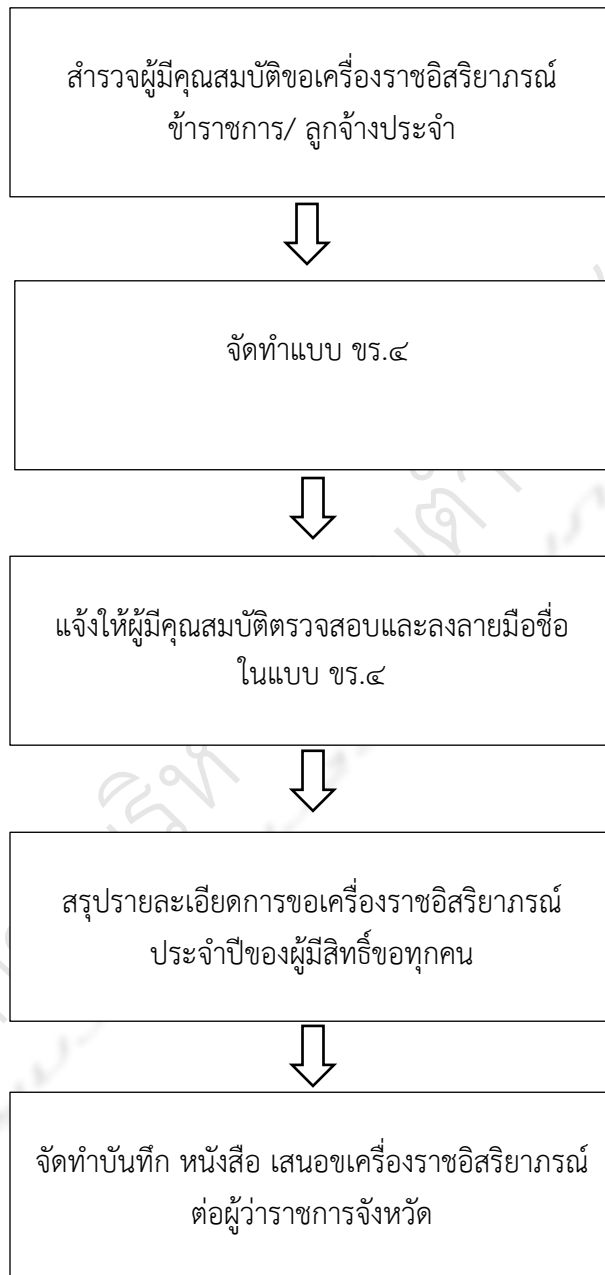 สำรวจผู้มีคุณสมบัติขอเครื่องราชอิสริยาภรณ์
ข้าราชการ/ ลูกจ้างประจำ
จัดทำแบบ ขร.๔
แจ้งให้ผู้มีคุณสมบัติตรวจสอบและลงลายมือชื่อ
ในแบบ ขร.๔
สรุปรายละเอียดการขอเครื่องราชอิสริยาภรณ์
ประจำปีของผู้มีสิทธิ์ขอทุกคน
จัดทำบันทึก หนังสือ เสนอขเครื่องราชอิสริยาภรณ์
ต่อผู้ว่าราชการจังหวัด